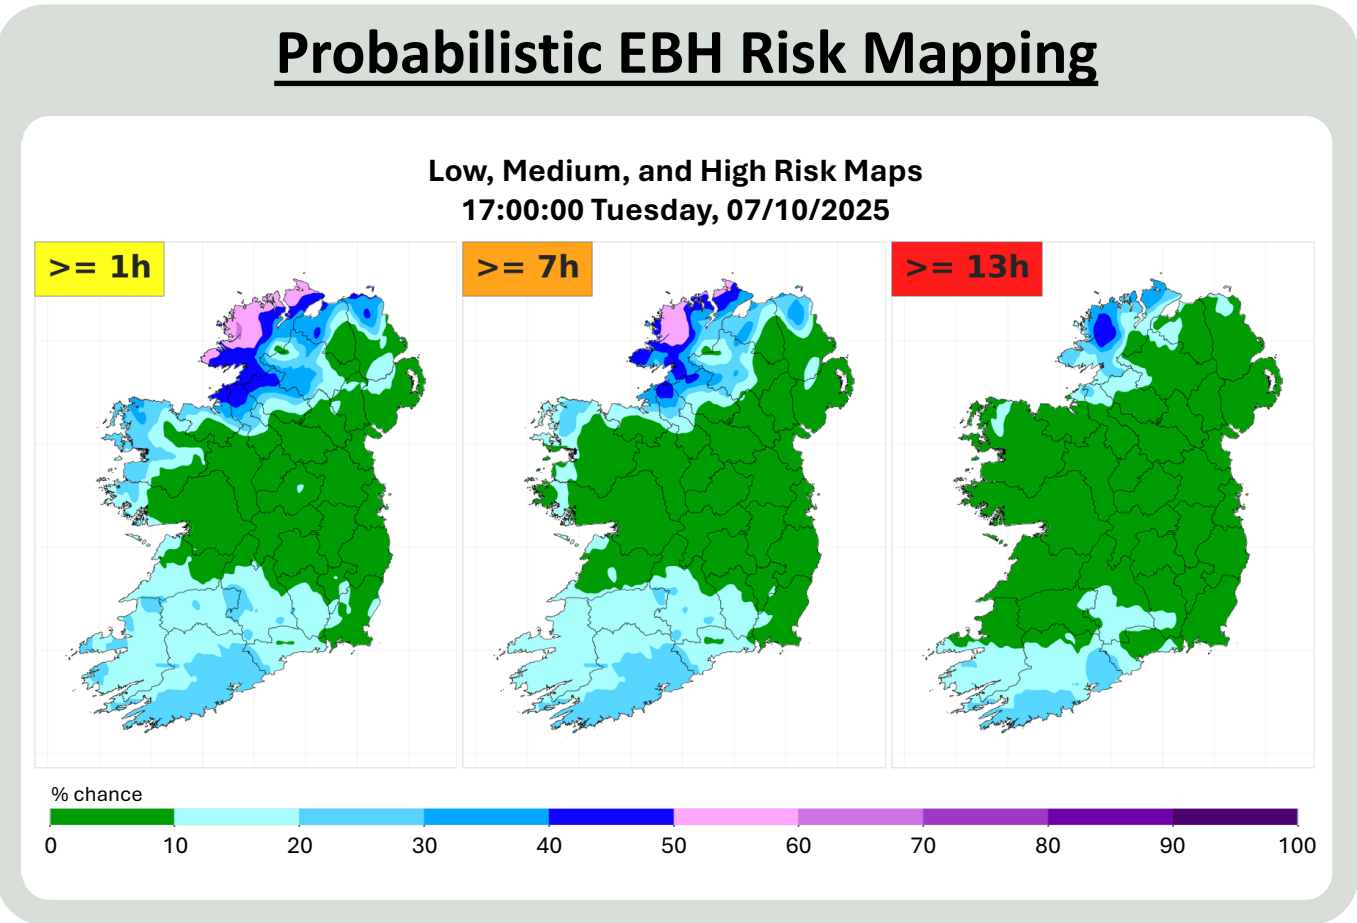 Probabilistic EBH Risk Mapping
Low, Medium, and High Risk Maps
17:00:00 Tuesday, 07/10/2025
>= 1h
>= 7h
>= 13h
% chance
0 10 20 30 40 50 60 70 80 90 100